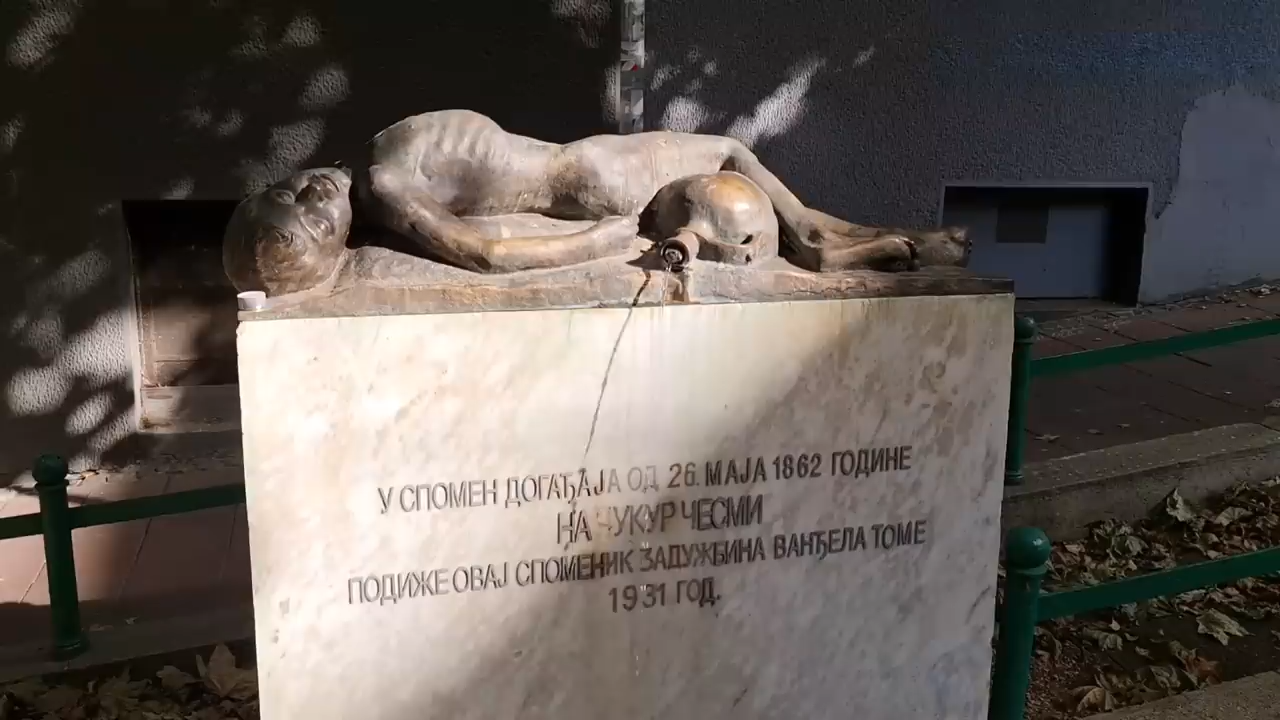 У СПОМЕН ДОГАЂАЈА ОД 26. МАЈА 1862 ГОДИНЕ
НА ЧУКУР ЧЕСМИ
ПОДИЖЕ ОВАЈ СПОМЕНИК ЗАДУЖБИНА ВАНЂЕЛА ТОМЕ
1931 ГОД.